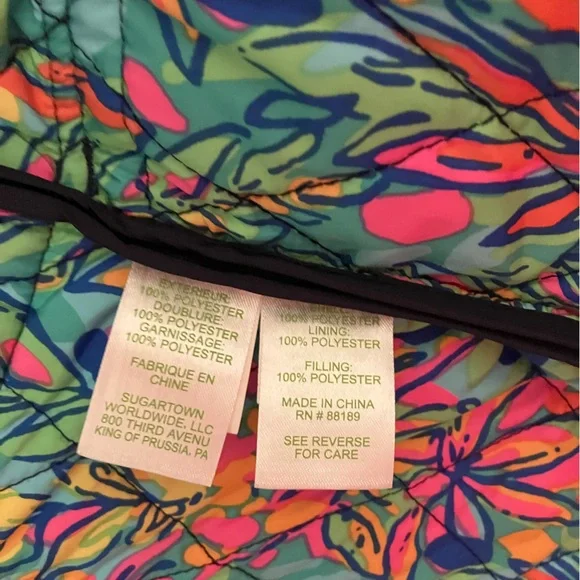 EXTÉRIEUR:
100% POLYESTER
DOUBLURE:
100% POLYESTER
GARNISSAGE:
100% POLYESTER
FABRIQUE EN
CHINE
SUGARTOWN
WORLDWIDE, LLC
800 THIRD AVENU
KING OF PRUSSIA, PA
100% POLYESTER
LINING:
100% POLYESTER
FILLING:
100% POLYESTER
MADE IN CHINA
RN # 88189
SEE REVERSE
FOR CARE